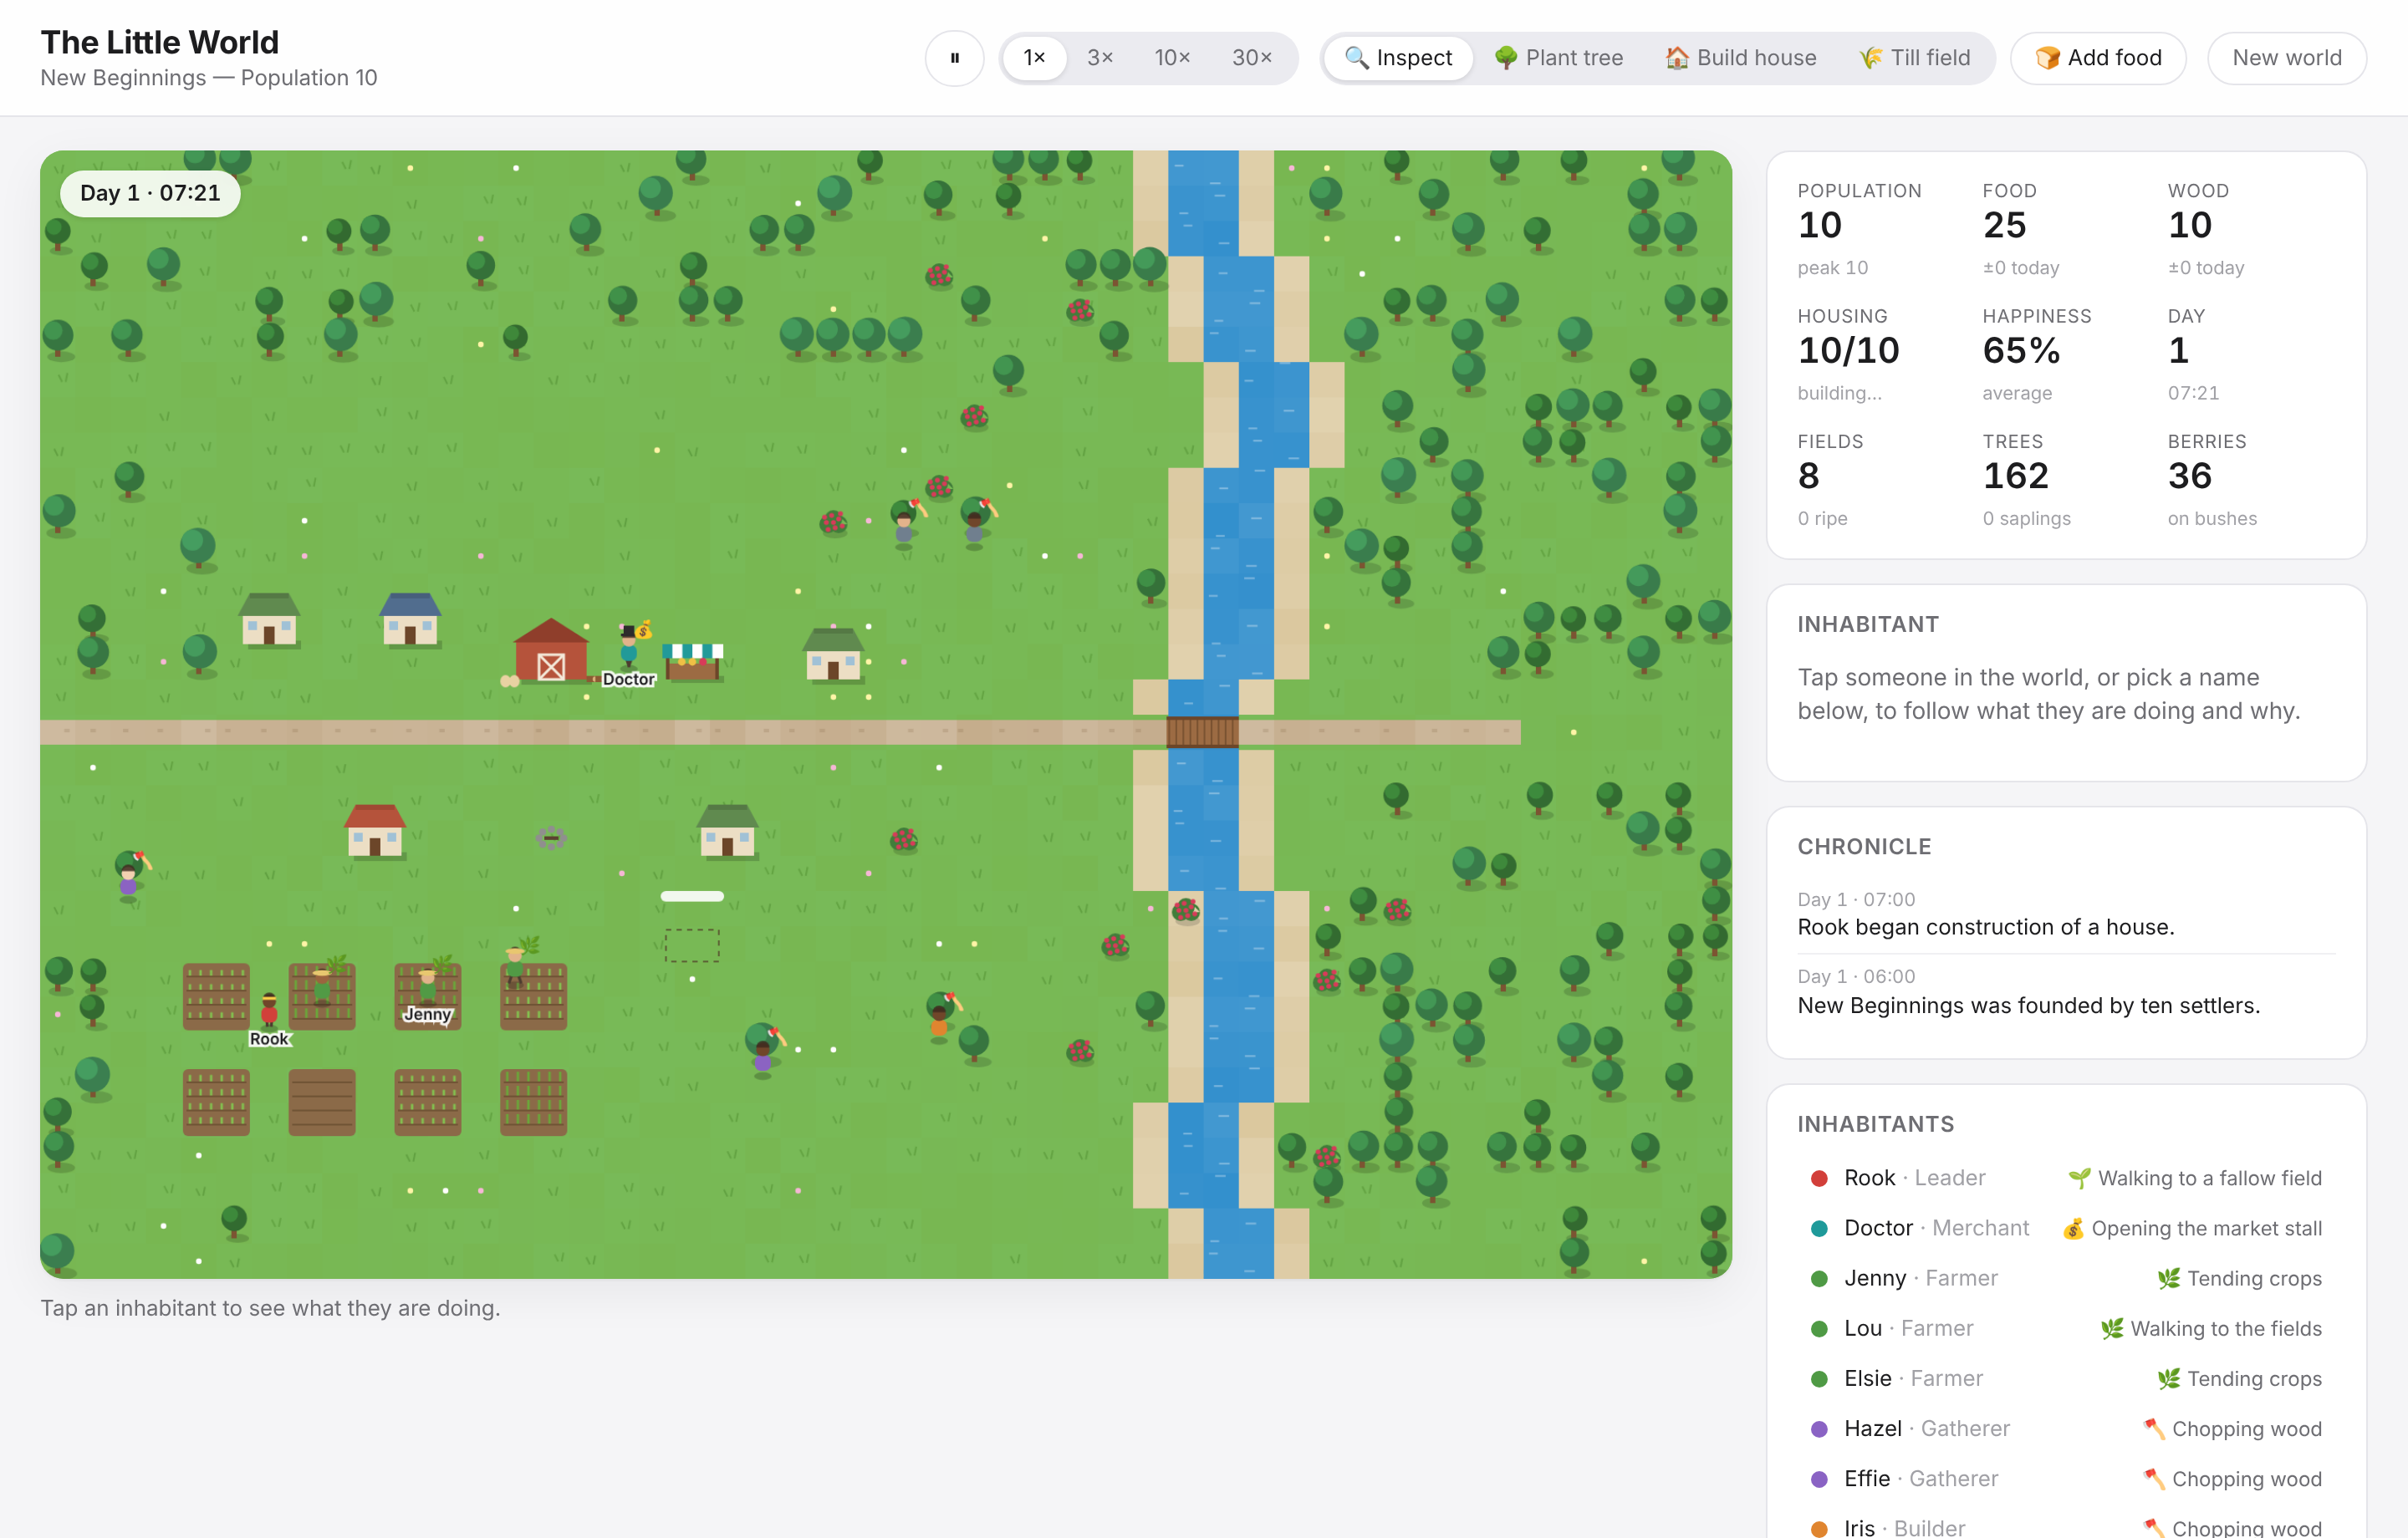 The Little World
New Beginnings — Population 10
1×
3×
10×
30×
Inspect
Plant tree
Build house
Till field
Add food
New world
Day 1 · 07:21
Doctor
Rook
Jenny
Tap an inhabitant to see what they are doing.
POPULATION
FOOD
WOOD
10
25
10
peak 10
±0 today
±0 today
HOUSING
HAPPINESS
DAY
10/10
65%
1
building...
average
07:21
FIELDS
TREES
BERRIES
8
162
36
0 ripe
0 saplings
on bushes
INHABITANT
Tap someone in the world, or pick a name
below, to follow what they are doing and why.
CHRONICLE
Day 1 · 07:00
Rook began construction of a house.
Day 1 · 06:00
New Beginnings was founded by ten settlers.
INHABITANTS
Rook · Leader Walking to a fallow field
Doctor · Merchant Opening the market stall
Jenny · Farmer Tending crops
Lou · Farmer Walking to the fields
Elsie · Farmer Tending crops
Hazel · Gatherer Chopping wood
Effie · Gatherer Chopping wood
Iris · Builder Chopping wood